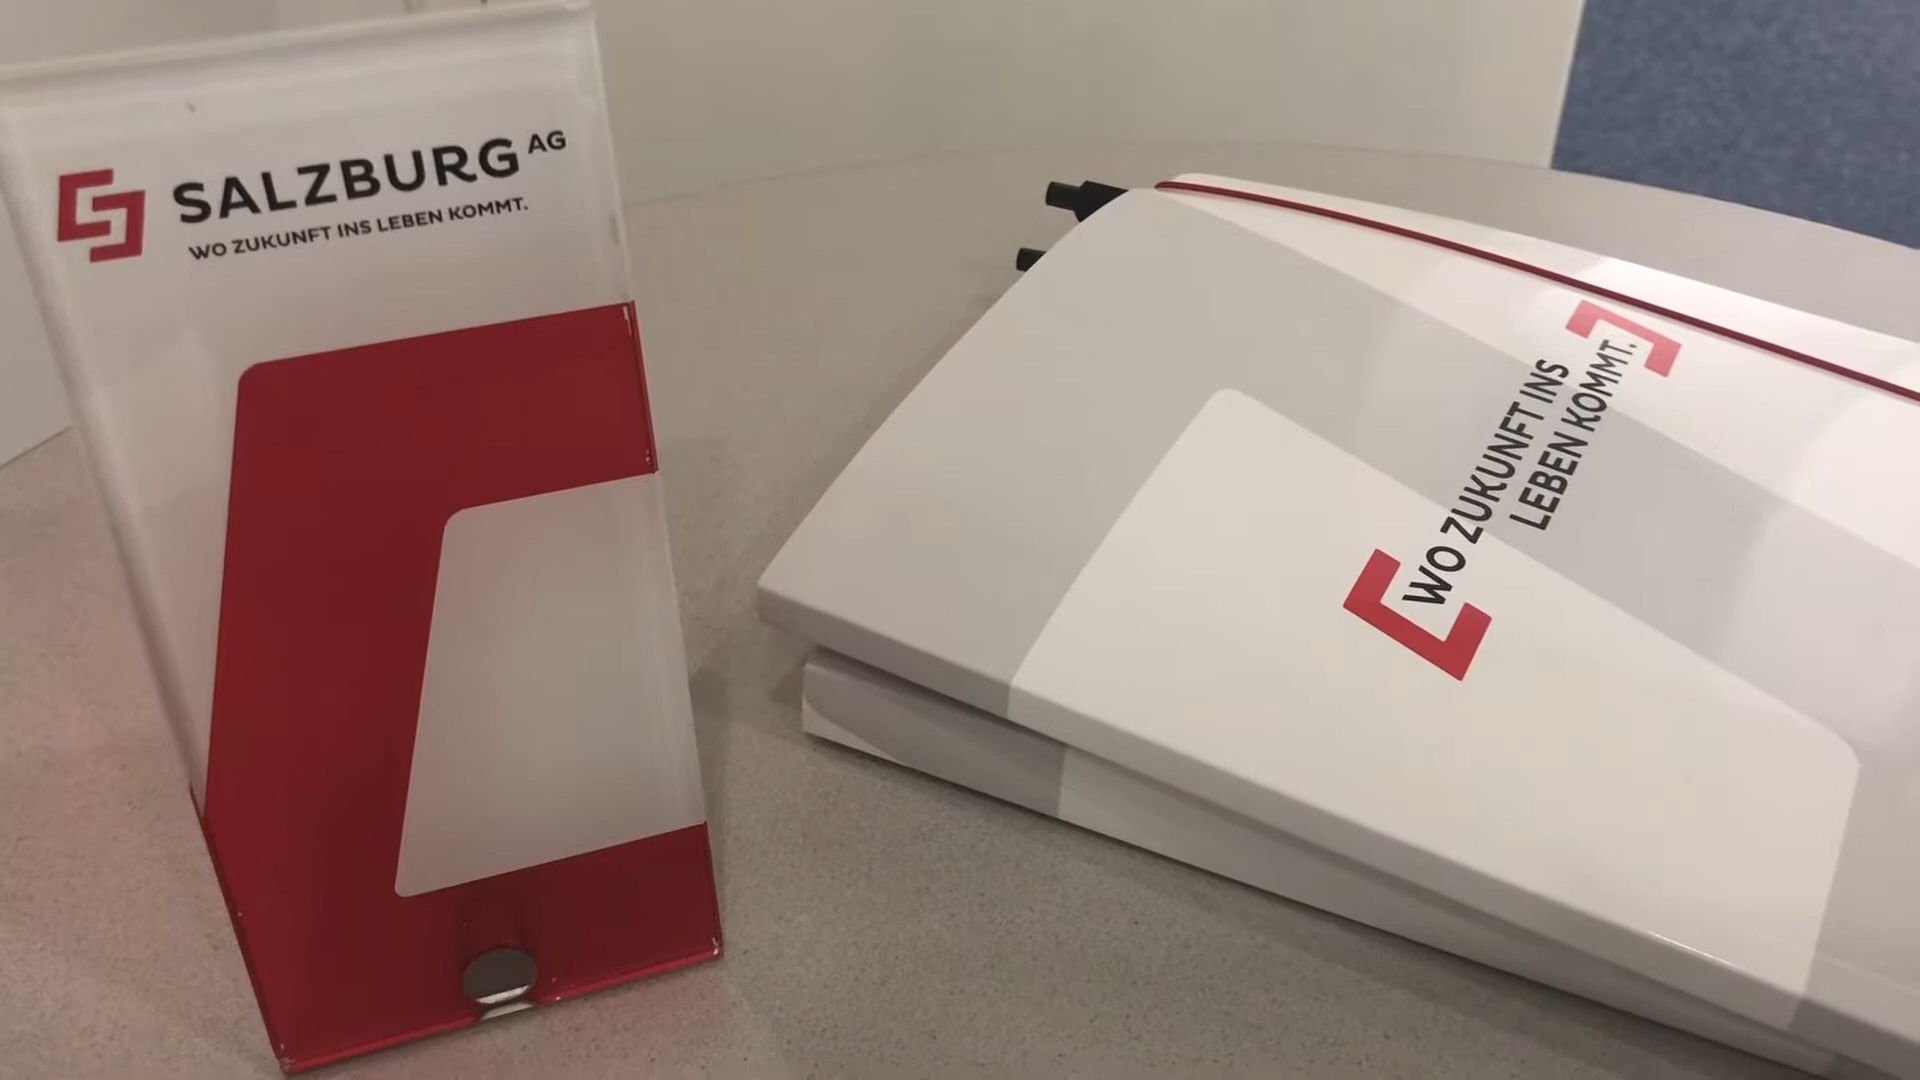 SALZBURG AG
WO ZUKUNFT INS LEBEN KOMMT.
WO ZUKUNFT INS
LEBEN KOMMT.